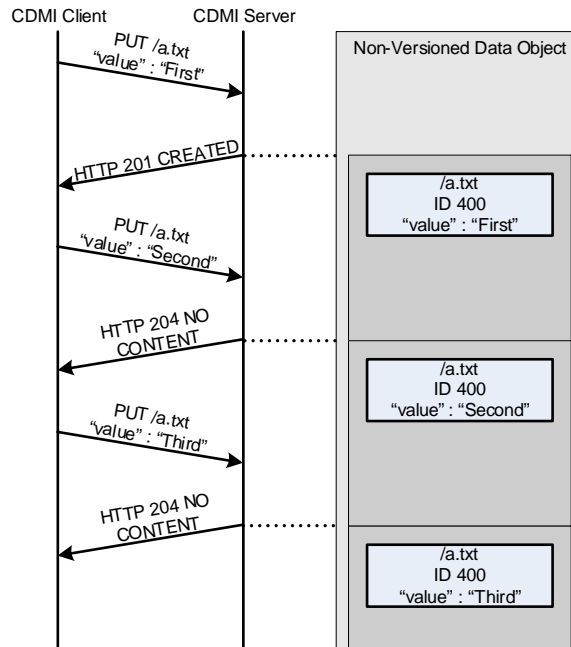 CDMI Client
CDMI Server
PUT /a.txt
“value” : “First”
Non-Versioned Data Object
HTTP 201 CREATED
/a.txt
ID 400
“value” : “First”
PUT /a.txt
“value” : “Second”
HTTP 204 NO
CONTENT
/a.txt
ID 400
“value” : “Second”
PUT /a.txt
“value” : “Third”
HTTP 204 NO
CONTENT
/a.txt
ID 400
“value” : “Third”